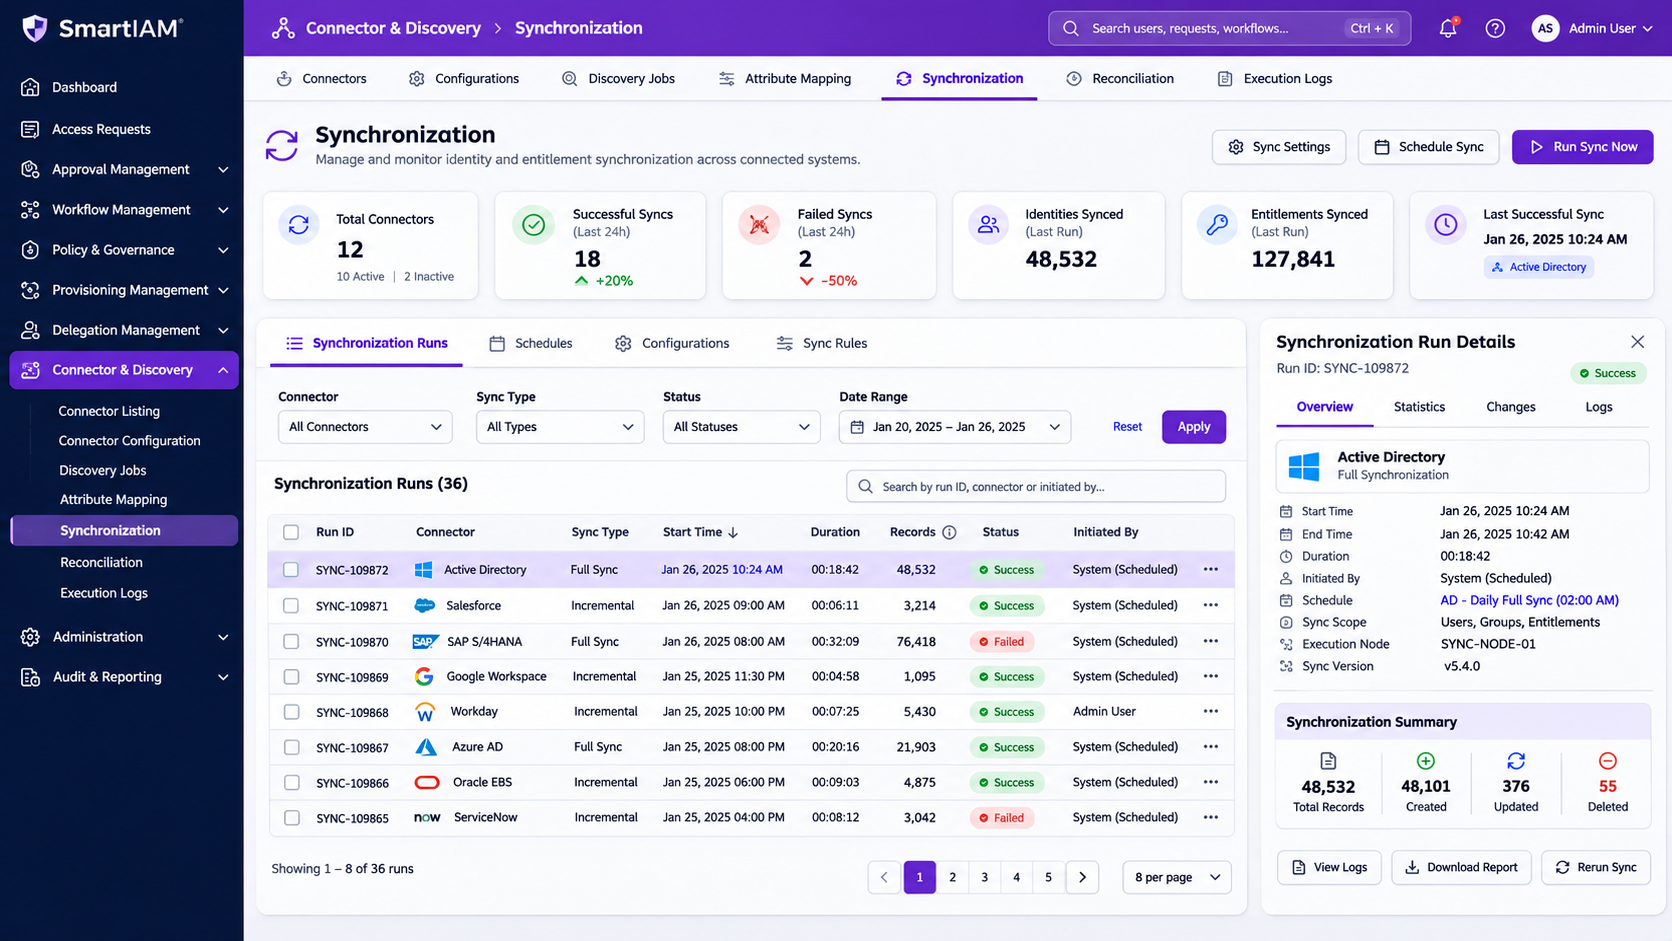 SmartIAM
Connector & Discovery > Synchronization
Search users, requests, workflows... Ctrl + K
AS Admin User
Dashboard
Access Requests
Approval Management
Workflow Management
Policy & Governance
Provisioning Management
Delegation Management
Connector & Discovery
Connector Listing
Connector Configuration
Discovery Jobs
Attribute Mapping
Synchronization
Reconciliation
Execution Logs
Administration
Audit & Reporting
Connectors Configurations Discovery Jobs Attribute Mapping Synchronization Reconciliation Execution Logs
Synchronization
Manage and monitor identity and entitlement synchronization across connected systems.
Sync Settings Schedule Sync Run Sync Now
Total Connectors
12
10 Active | 2 Inactive
Successful Syncs
(Last 24h)
18
+20%
Failed Syncs
(Last 24h)
2
-50%
Identities Synced
(Last Run)
48,532
Entitlements Synced
(Last Run)
127,841
Last Successful Sync
Jan 26, 2025 10:24 AM
Active Directory
Synchronization Runs Schedules Configurations Sync Rules
Connector Sync Type Status Date Range
All Connectors All Types All Statuses Jan 20, 2025 – Jan 26, 2025 Reset Apply
Synchronization Runs (36)
Search by run ID, connector or initiated by...
Run ID Connector Sync Type Start Time Duration Records Status Initiated By
SYNC-109872 Active Directory Full Sync Jan 26, 2025 10:24 AM 00:18:42 48,532 Success System (Scheduled)
SYNC-109871 Salesforce Incremental Jan 26, 2025 09:00 AM 00:06:11 3,214 Success System (Scheduled)
SYNC-109870 SAP SAP S/4HANA Full Sync Jan 26, 2025 08:00 AM 00:32:09 76,418 Failed System (Scheduled)
SYNC-109869 Google Workspace Incremental Jan 25, 2025 11:30 PM 00:04:58 1,095 Success System (Scheduled)
SYNC-109868 Workday Incremental Jan 25, 2025 10:00 PM 00:07:25 5,430 Success Admin User
SYNC-109867 Azure AD Full Sync Jan 25, 2025 08:00 PM 00:20:16 21,903 Success System (Scheduled)
SYNC-109866 Oracle EBS Incremental Jan 25, 2025 06:00 PM 00:09:03 4,875 Success System (Scheduled)
SYNC-109865 now ServiceNow Incremental Jan 25, 2025 04:00 PM 00:08:12 3,042 Failed System (Scheduled)
Showing 1 – 8 of 36 runs
1 2 3 4 5
8 per page
Synchronization Run Details
Run ID: SYNC-109872
Success
Overview Statistics Changes Logs
Active Directory
Full Synchronization
Start Time Jan 26, 2025 10:24 AM
End Time Jan 26, 2025 10:42 AM
Duration 00:18:42
Initiated By System (Scheduled)
Schedule AD - Daily Full Sync (02:00 AM)
Sync Scope Users, Groups, Entitlements
Execution Node SYNC-NODE-01
Sync Version v5.4.0
Synchronization Summary
48,532 48,101 376 55
Total Records Created Updated Deleted
View Logs Download Report Rerun Sync